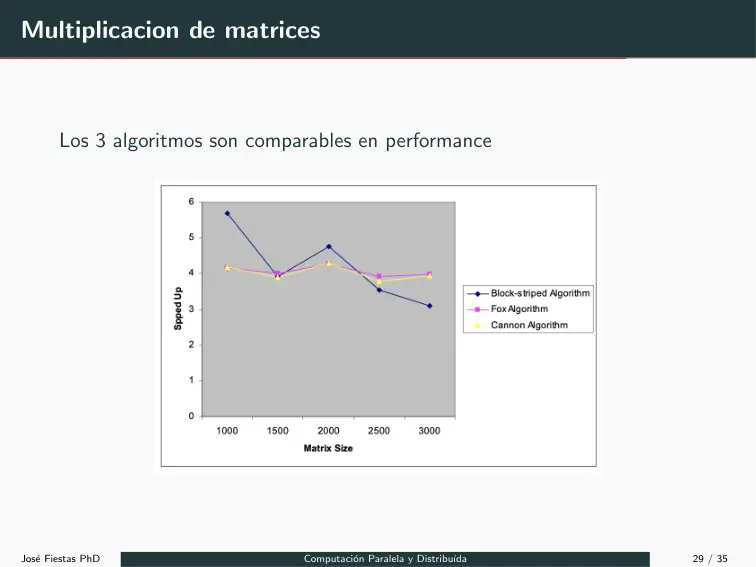 Multiplicacion de matrices
Los 3 algoritmos son comparables en performance
6
5
4
3
2
1
0
Spped Up
1000 1500 2000 2500 3000
Matrix Size
Block-striped Algorithm
Fox Algorithm
Cannon Algorithm
José Fiestas PhD
Computación Paralela y Distribuída
29 / 35